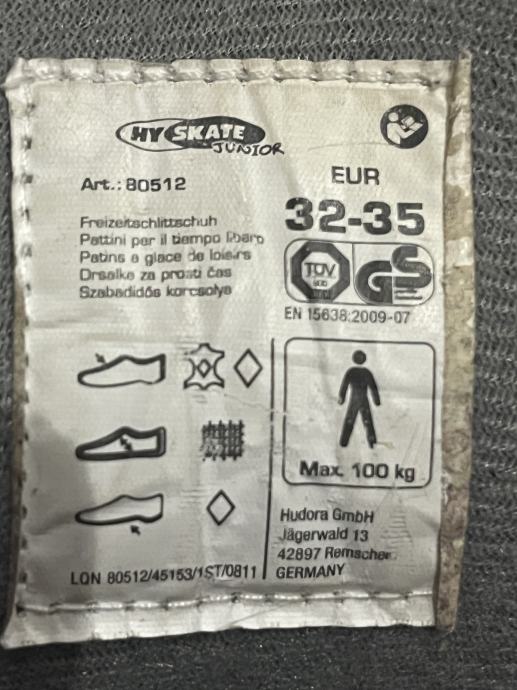 HY SKATE
JUNIOR
Art.: 80512
EUR
32-35
Freizeitschlittschuh
Pattini per il tiempo libaro
Patins a glace de loisirs
Drsalke za prosti čas
Szabadidős korcsolya
TÜV
GS
EN 15638:2009-07
Max. 100 kg
Hudora GmbH
Jägerwald 13
42897 Remscheid
GERMANY
LQN 80512/45153/1ST/0811